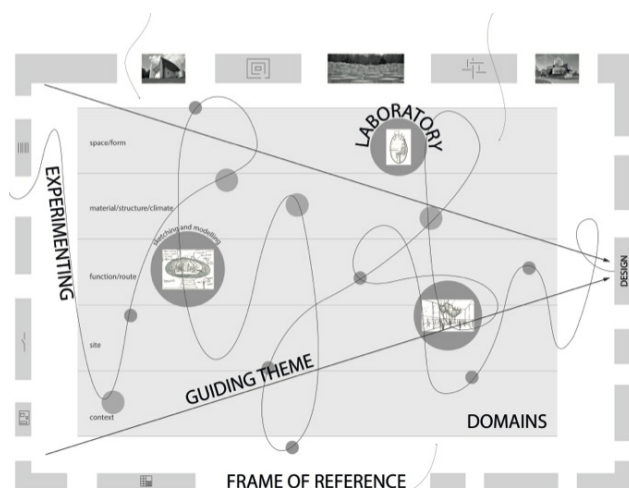 LABORATORY
space/form
EXPERIMENTING
material/structure/climate
sketching and modelling
function/route
DESIGN
site
GUIDING THEME
context
DOMAINS
FRAME OF REFERENCE